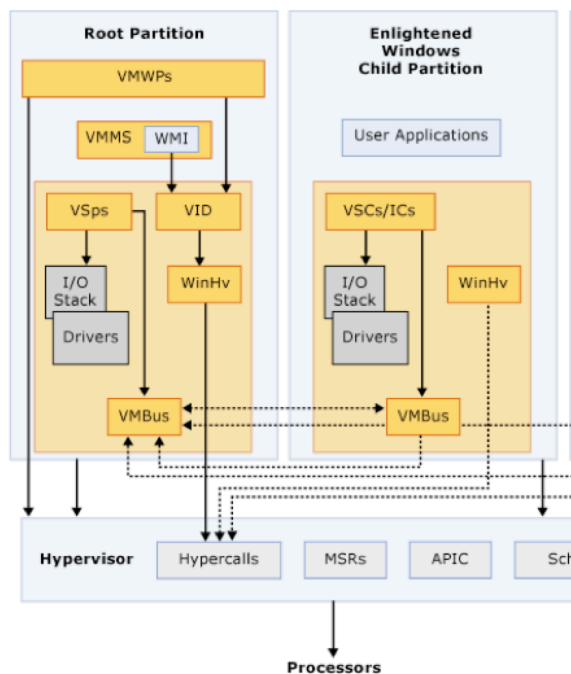 Root Partition
VMWPs
VMMS
WMI
VSps
VID
I/O
Stack
Drivers
WinHv
VMBus
Enlightened
Windows
Child Partition
User Applications
VSCs/ICs
I/O
Stack
Drivers
WinHv
VMBus
Hypervisor
Hypercalls
MSRs
APIC
Sch
Processors